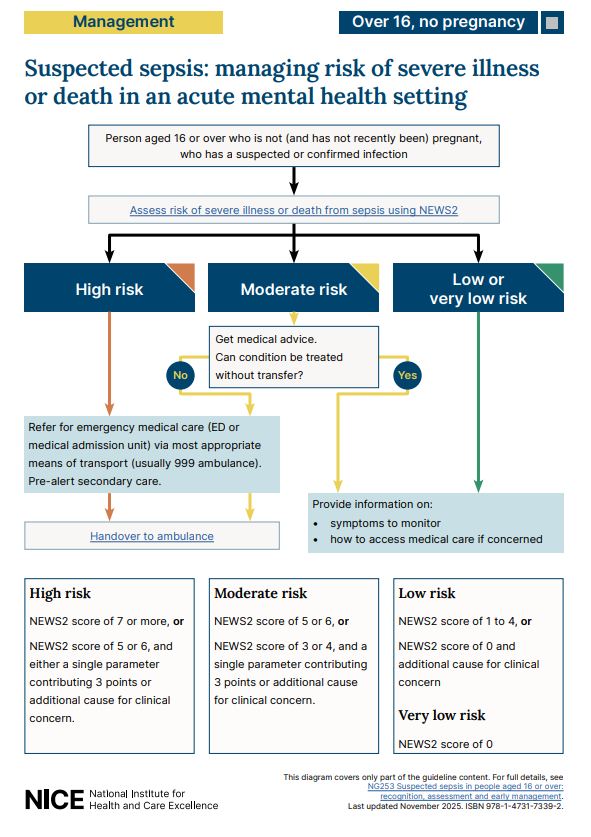 Management
Over 16, no pregnancy
Suspected sepsis: managing risk of severe illness
or death in an acute mental health setting
Person aged 16 or over who is not (and has not recently been) pregnant,
who has a suspected or confirmed infection
Assess risk of severe illness or death from sepsis using NEWS2
High risk
Moderate risk
Low or
very low risk
Get medical advice.
Can condition be treated
without transfer?
No
Yes
Refer for emergency medical care (ED or
medical admission unit) via most appropriate
means of transport (usually 999 ambulance).
Pre-alert secondary care.
Handover to ambulance
Provide information on:
• symptoms to monitor
• how to access medical care if concerned
High risk
NEWS2 score of 7 or more, or
NEWS2 score of 5 or 6, and
either a single parameter
contributing 3 points or
additional cause for clinical
concern.
Moderate risk
NEWS2 score of 5 or 6, or
NEWS2 score of 3 or 4, and a
single parameter contributing
3 points or additional cause
for clinical concern.
Low risk
NEWS2 score of 1 to 4, or
NEWS2 score of 0 and
additional cause for clinical
concern
Very low risk
NEWS2 score of 0
NICE National Institute for
Health and Care Excellence
This diagram covers only part of the guideline content. For full details, see
NG253 Suspected sepsis in people aged 16 or over:
recognition, assessment and early management.
Last updated November 2025. ISBN 978-1-4731-7339-2.